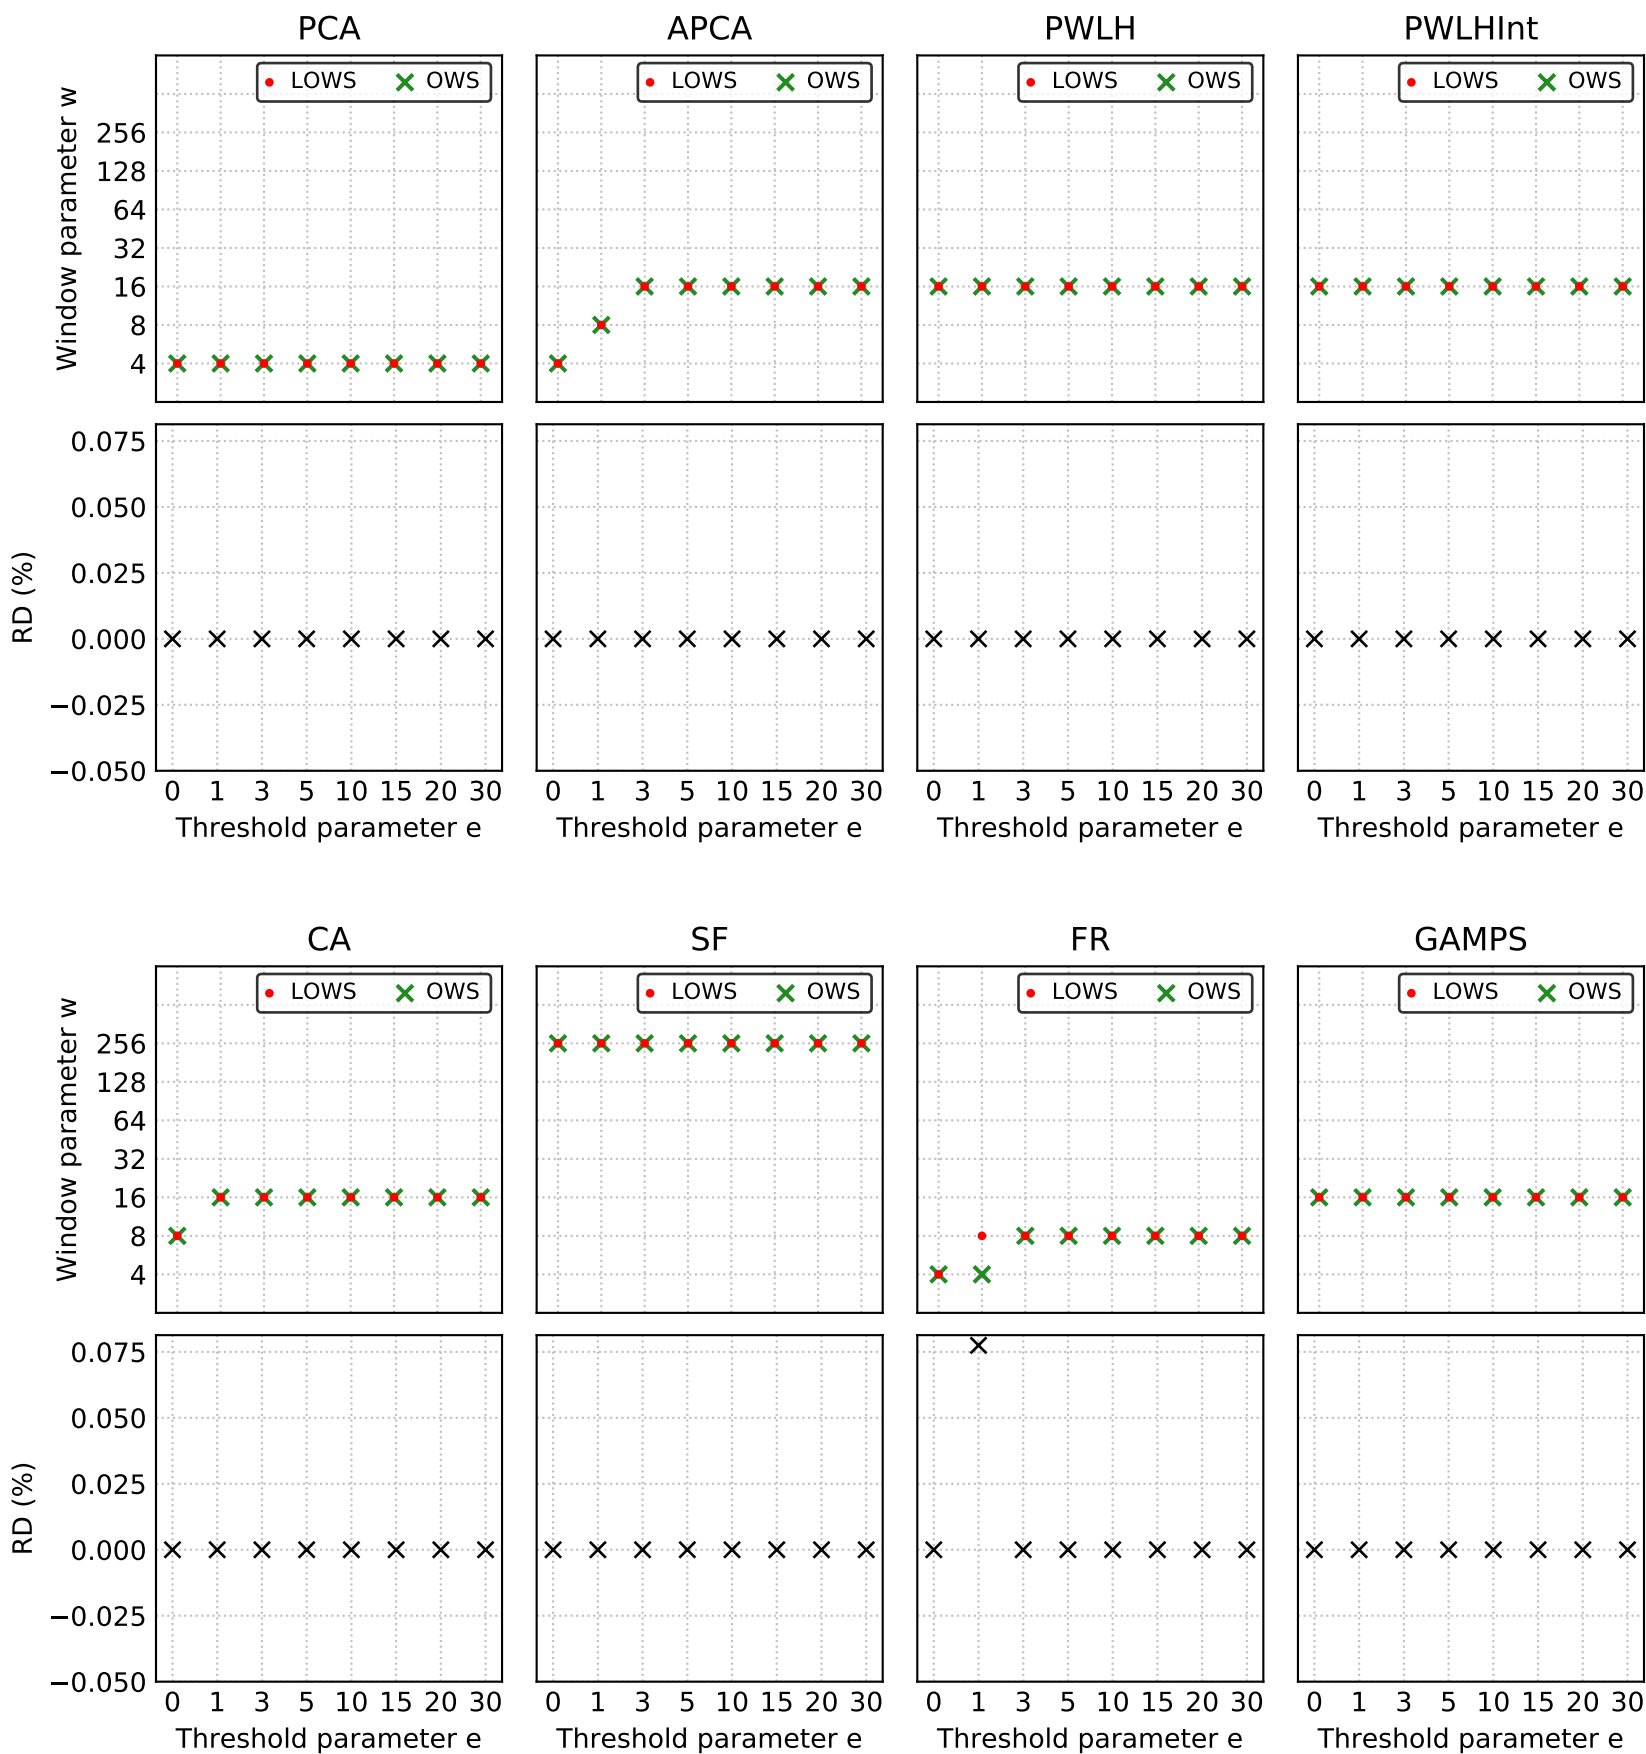 PCA APCA PWLH PWLHInt
LOWS OWS LOWS OWS LOWS OWS LOWS OWS
Window parameter w
256
128
64
32
16
8
4
RD (%)
0.075
0.050
0.025
0.000
−0.025
−0.050
0 1 3 5 10 15 20 30 0 1 3 5 10 15 20 30 0 1 3 5 10 15 20 30 0 1 3 5 10 15 20 30
Threshold parameter e Threshold parameter e Threshold parameter e Threshold parameter e
CA SF FR GAMPS
LOWS OWS LOWS OWS LOWS OWS LOWS OWS
Window parameter w
256
128
64
32
16
8
4
RD (%)
0.075
0.050
0.025
0.000
−0.025
−0.050
0 1 3 5 10 15 20 30 0 1 3 5 10 15 20 30 0 1 3 5 10 15 20 30 0 1 3 5 10 15 20 30
Threshold parameter e Threshold parameter e Threshold parameter e Threshold parameter e